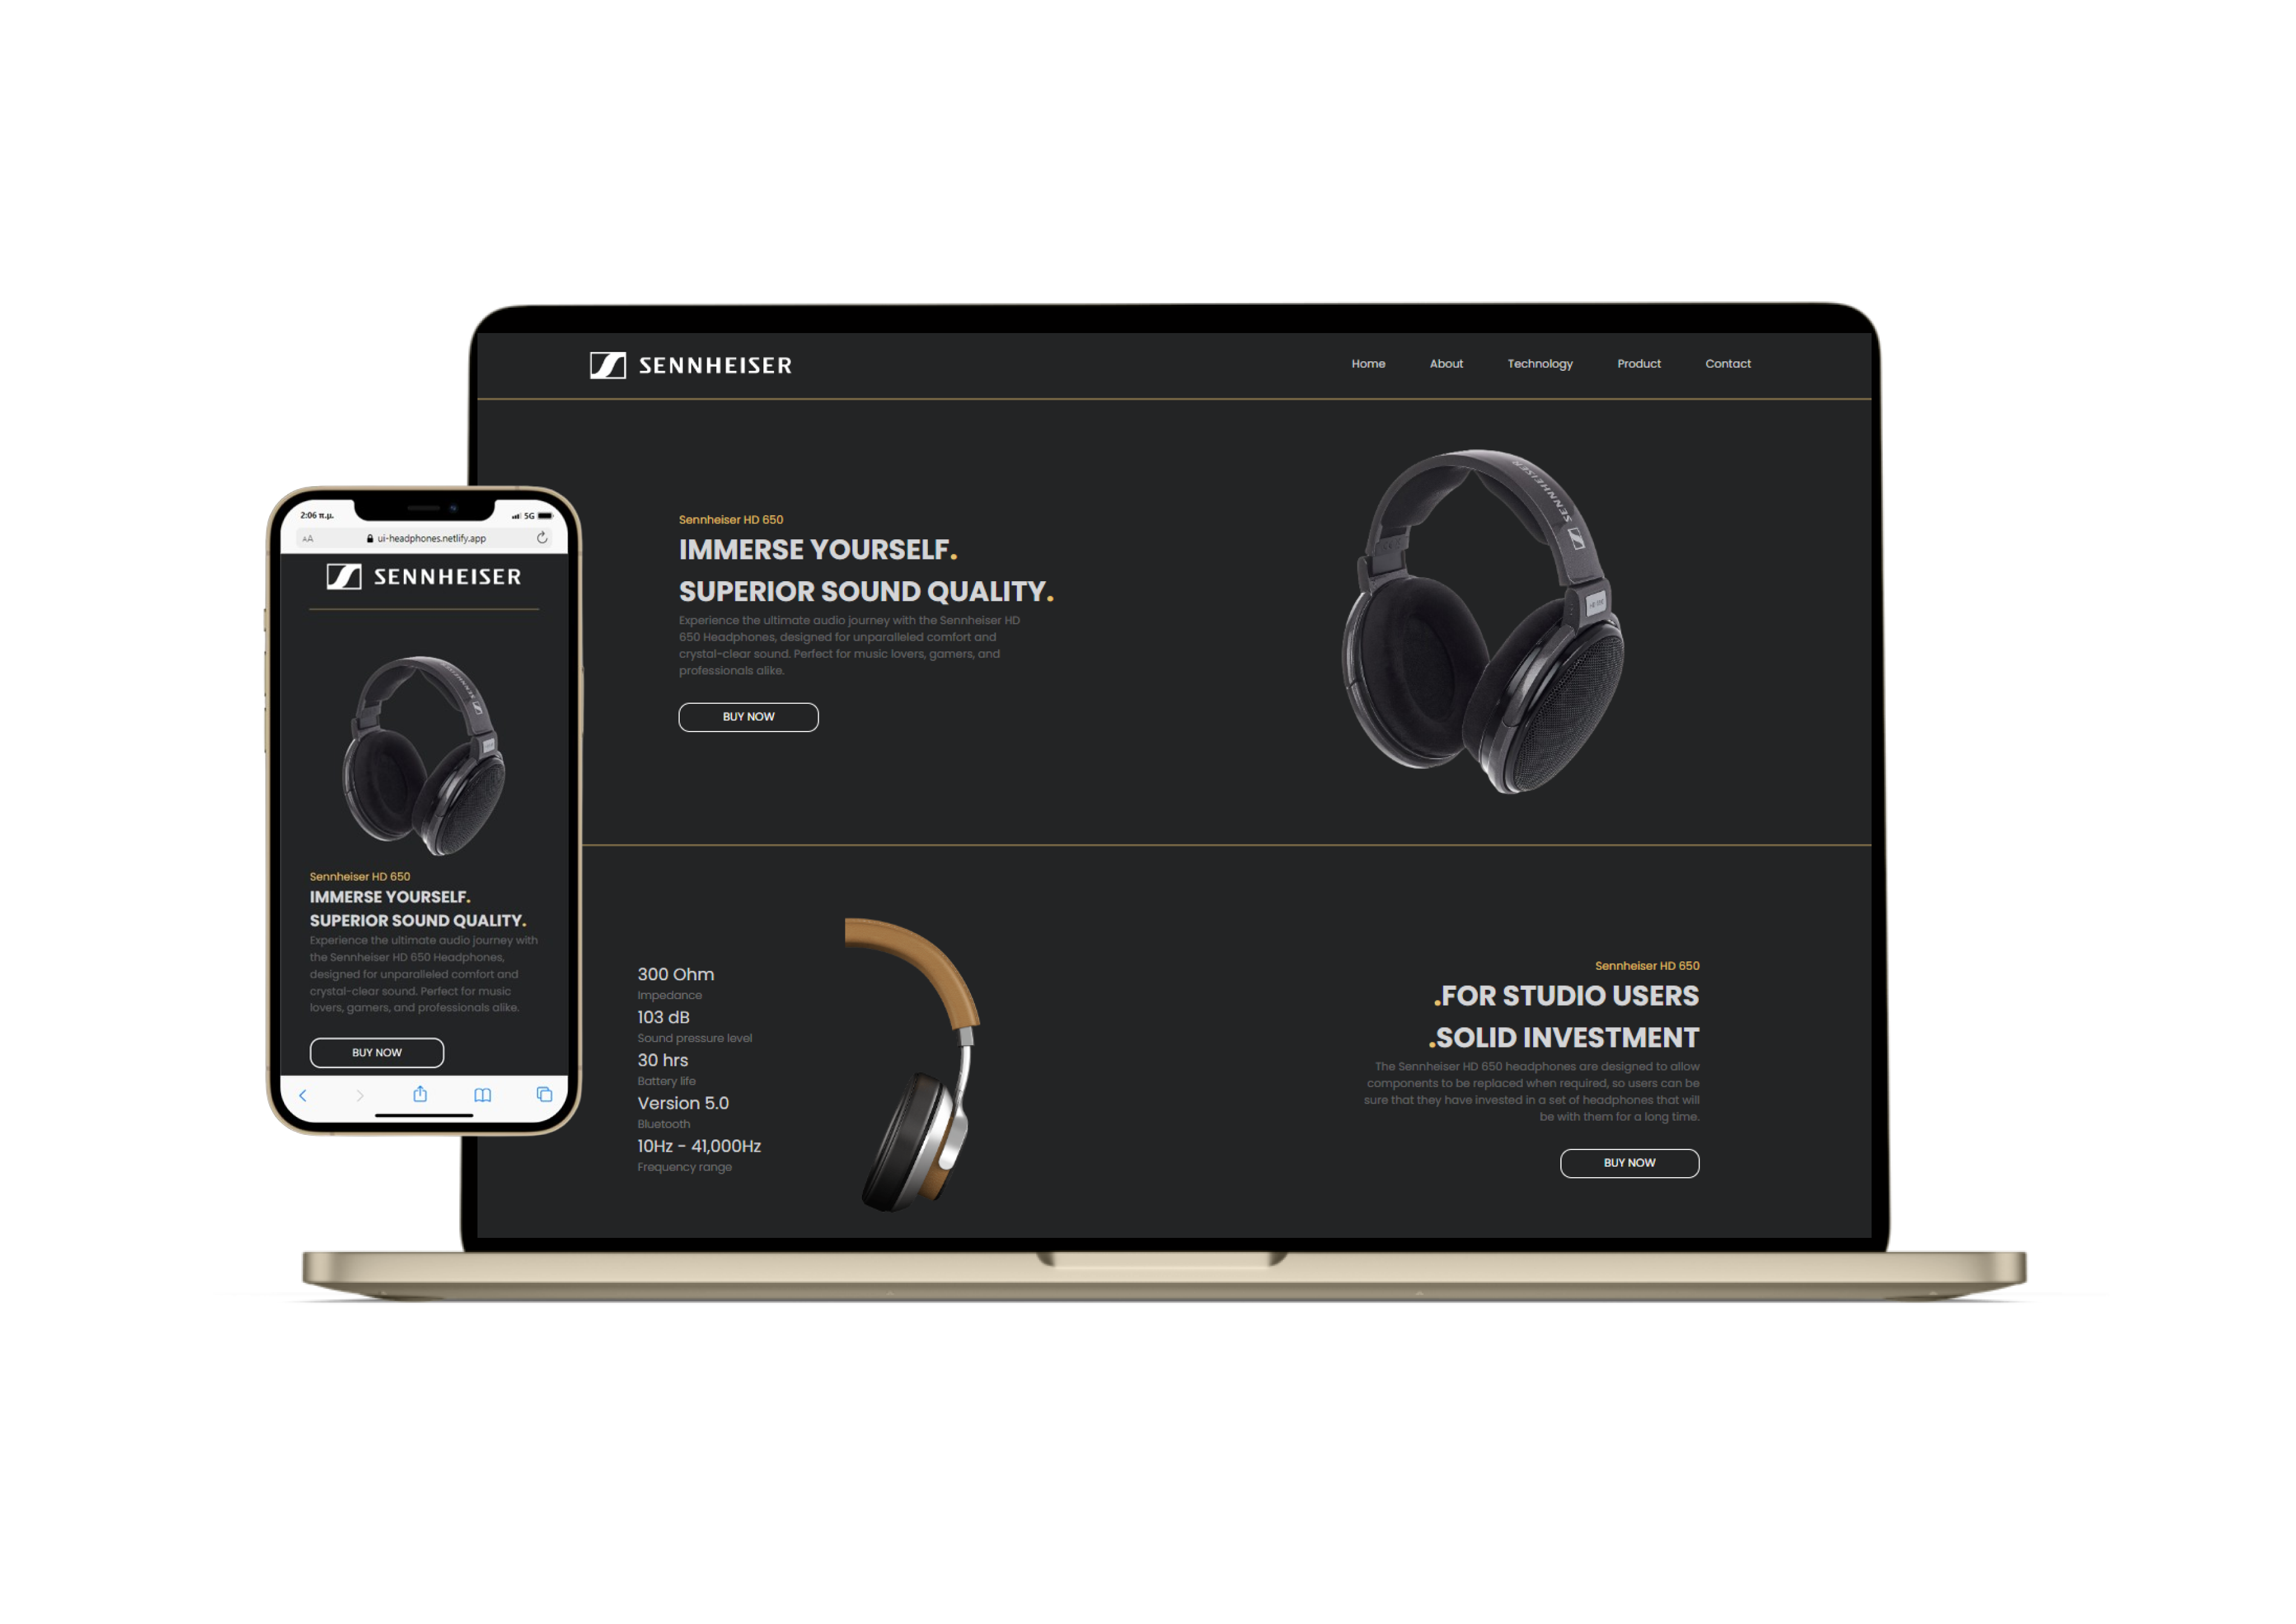 SENNHEISER
Home About Technology Product Contact
Sennheiser HD 650
IMMERSE YOURSELF.
SUPERIOR SOUND QUALITY.
Experience the ultimate audio journey with the Sennheiser HD
650 Headphones, designed for unparalleled comfort and
crystal-clear sound. Perfect for music lovers, gamers, and
professionals alike.
BUY NOW
SENNHEISER
300 Ohm
Impedance
103 dB
Sound pressure level
30 hrs
Battery life
Version 5.0
Bluetooth
10Hz - 41,000Hz
Frequency range
Sennheiser HD 650
.FOR STUDIO USERS
.SOLID INVESTMENT
The Sennheiser HD 650 headphones are designed to allow
components to be replaced when required, so users can be
sure that they have invested in a set of headphones that will
be with them for a long time.
BUY NOW
2:06 π.μ. 5G
AA ui-headphones.netlify.app
SENNHEISER
SENNHEISER
Sennheiser HD 650
IMMERSE YOURSELF.
SUPERIOR SOUND QUALITY.
Experience the ultimate audio journey with
the Sennheiser HD 650 Headphones,
designed for unparalleled comfort and
crystal-clear sound. Perfect for music
lovers, gamers, and professionals alike.
BUY NOW